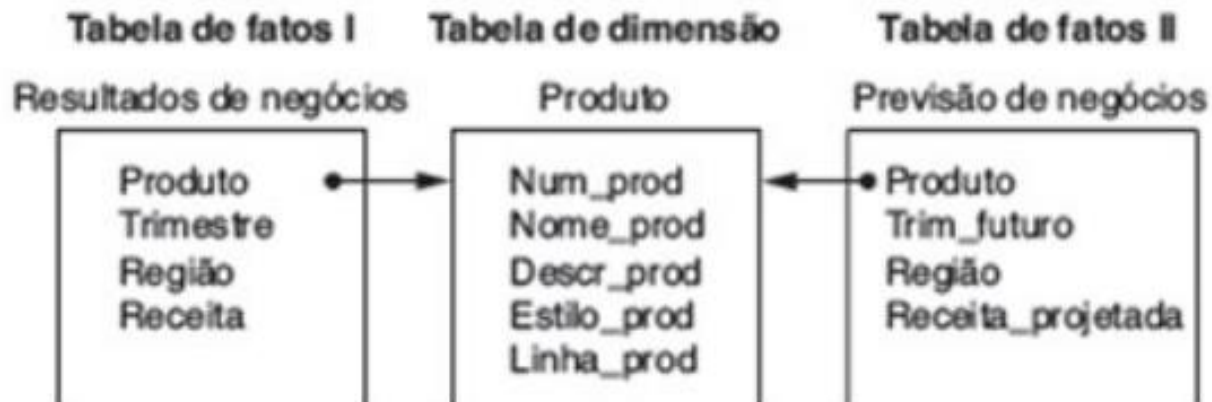 Tabela de fatos I
Resultados de negócios
Produto
Trimestre
Região
Receita
Tabela de dimensão
Produto
Num_prod
Nome_prod
Descr_prod
Estilo_prod
Linha_prod
Tabela de fatos II
Previsão de negócios
Produto
Trim_futuro
Região
Receita_projetada